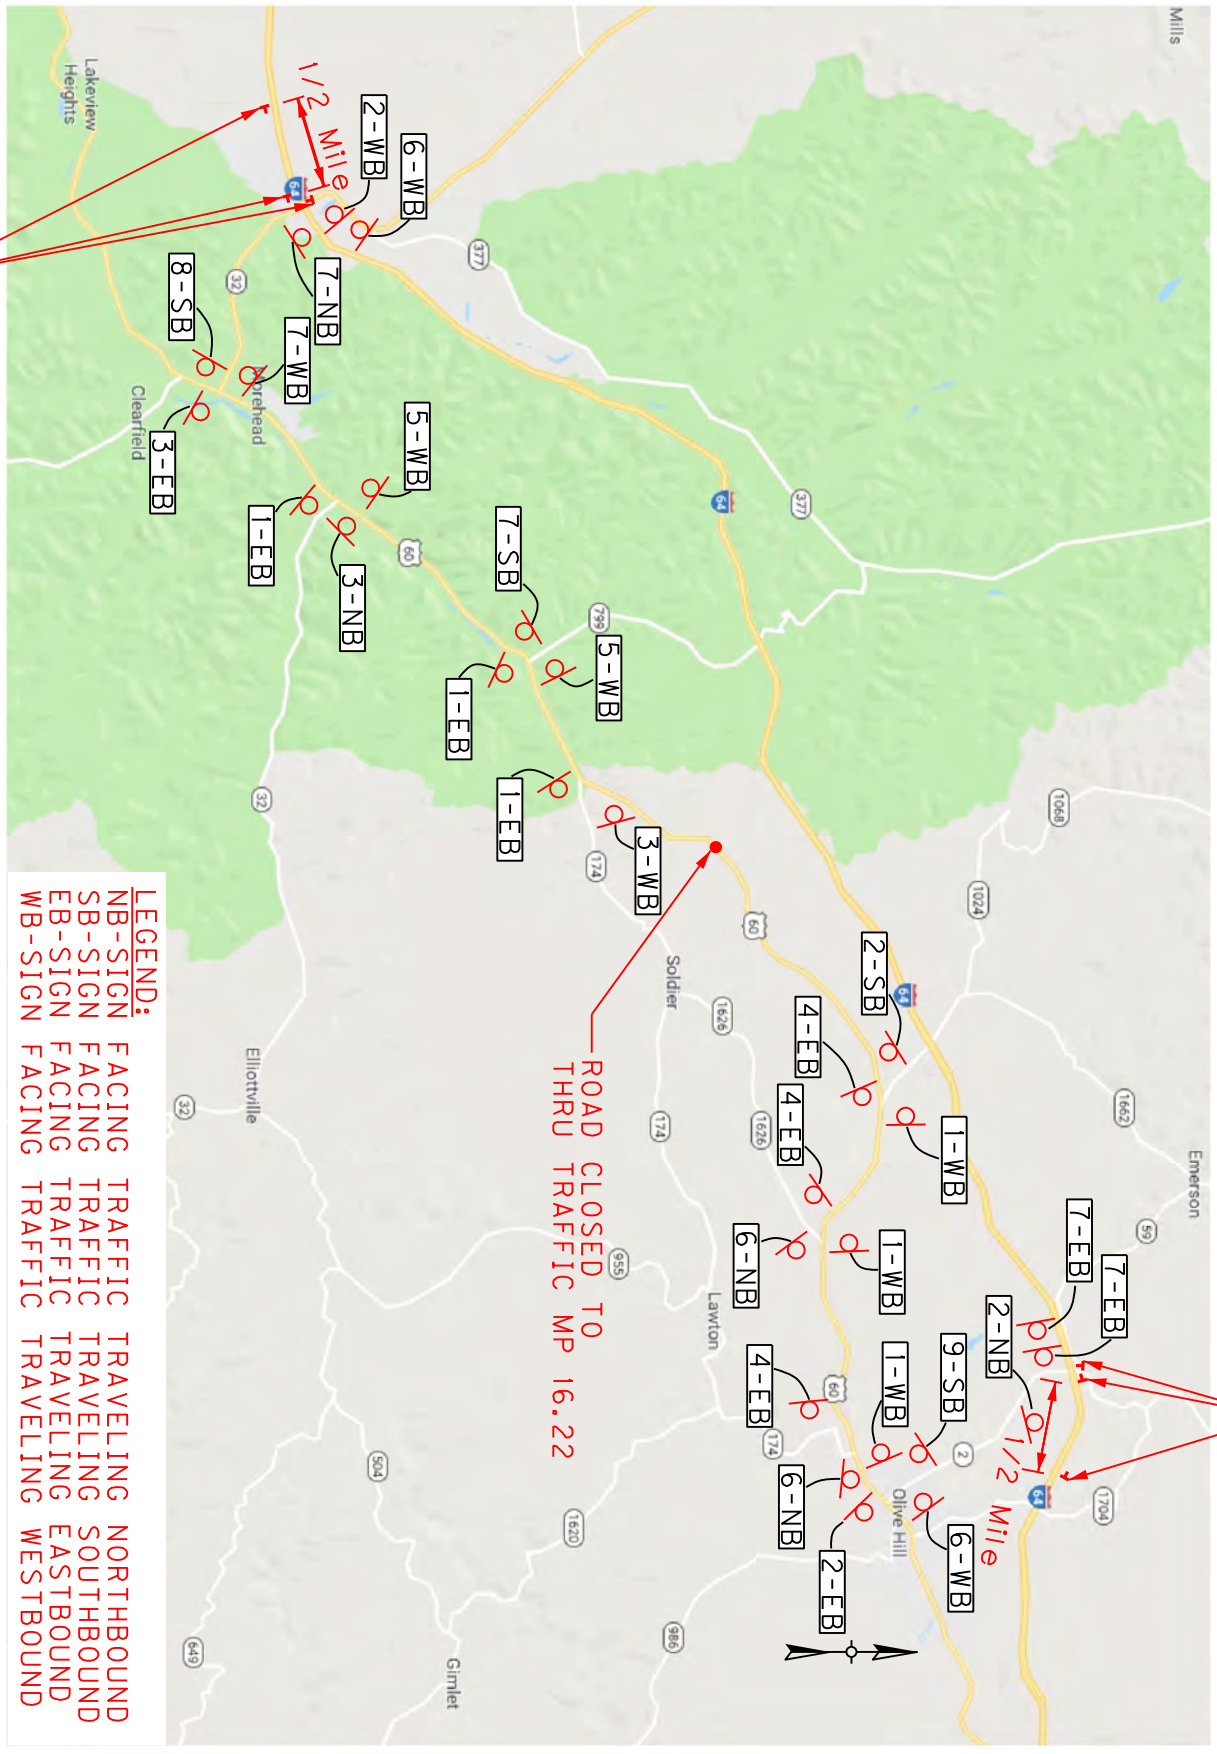 Mills
Lakeview
Heights
1/2 Mile
2-WB
6-WB
64
377
7-NB
32
8-SB
7-WB
Morehead
Clearfield
3-EB
5-WB
1-EB
3-NB
60
7-SB
799
5-WB
1-EB
64
377
1-EB
174
3-WB
1068
1024
60
Soldier
1626
2-SB
64
4-EB
1626
174
4-EB
1-WB
1662
Emerson
59
ROAD CLOSED TO
THRU TRAFFIC MP 16.22
Elliottville
32
32
955
Lawton
6-NB
1-WB
7-EB
7-EB
2-NB
9-SB
1-WB
4-EB
60
174
2
1/2 Mile
64
1704
6-NB
Olive Hill
6-WB
2-EB
504
1620
986
Gimlet
649
LEGEND:
NB-SIGN FACING TRAFFIC TRAVELING NORTHBOUND
SB-SIGN FACING TRAFFIC TRAVELING SOUTHBOUND
EB-SIGN FACING TRAFFIC TRAVELING EASTBOUND
WB-SIGN FACING TRAFFIC TRAVELING WESTBOUND